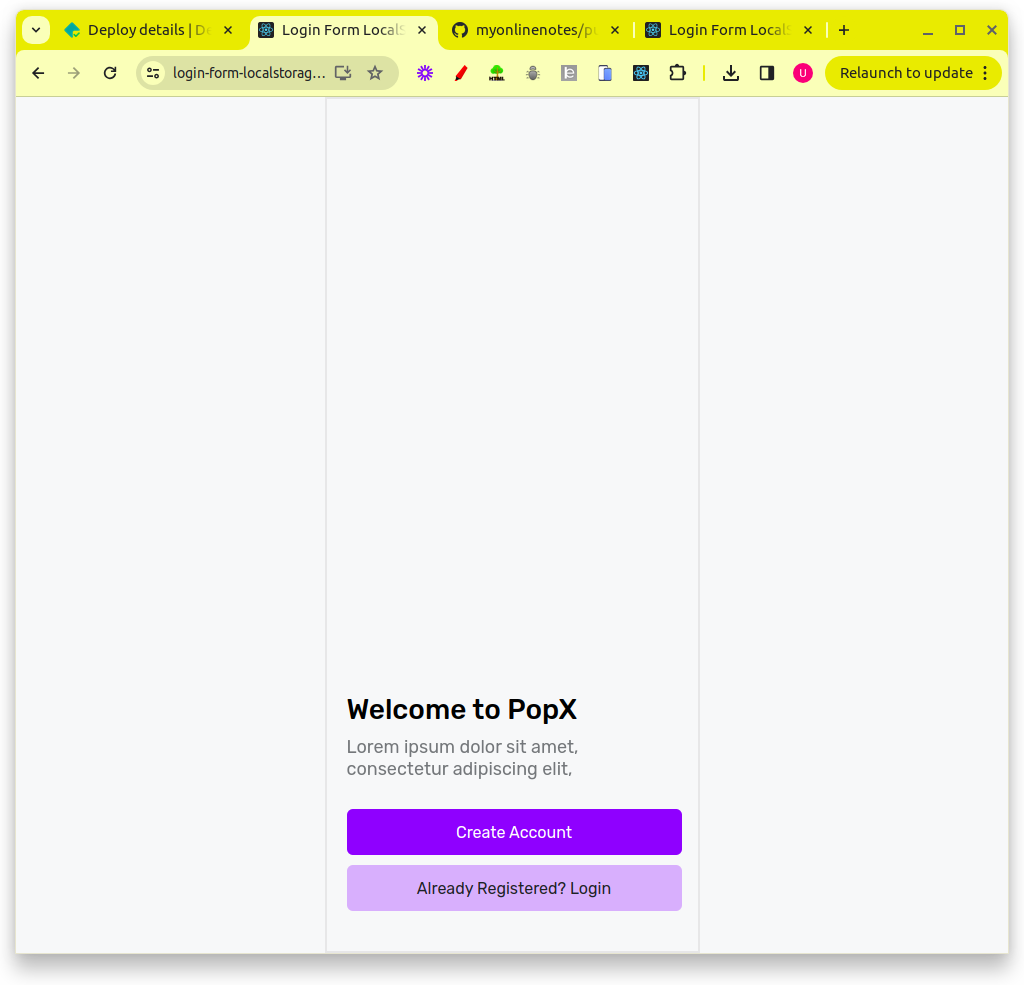 Deploy details | De
Login Form LocalS
myonlinenotes/pu
Login Form LocalS
login-form-localstorag...
HTML
U
Relaunch to update
Welcome to PopX
Lorem ipsum dolor sit amet,
consectetur adipiscing elit,
Create Account
Already Registered? Login